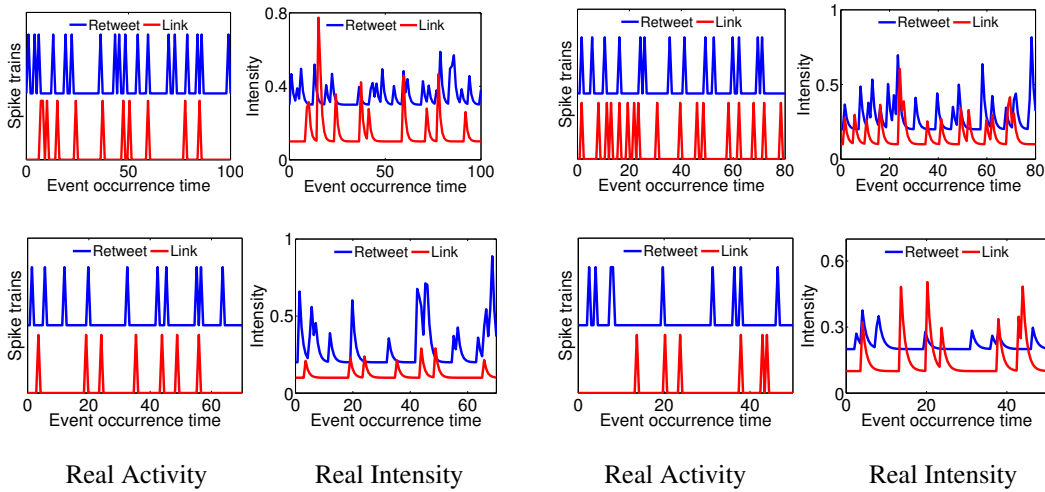 Spike trains
Retweet Link
0 50 100
Event occurrence time
Intensity
0.8
0.4
0
Retweet Link
0 50 100
Event occurrence time
Spike trains
Retweet Link
0 20 40 60 80
Event occurrence time
Intensity
1
0.5
0
Retweet Link
0 20 40 60 80
Event occurrence time
Spike trains
Retweet Link
0 20 40 60
Event occurrence time
Intensity
1
0.5
0
Retweet Link
0 20 40 60
Event occurrence time
Spike trains
Retweet Link
0 20 40
Event occurrence time
Intensity
0.6
0.3
0
Retweet Link
0 20 40
Event occurrence time
Real Activity Real Intensity Real Activity Real Intensity